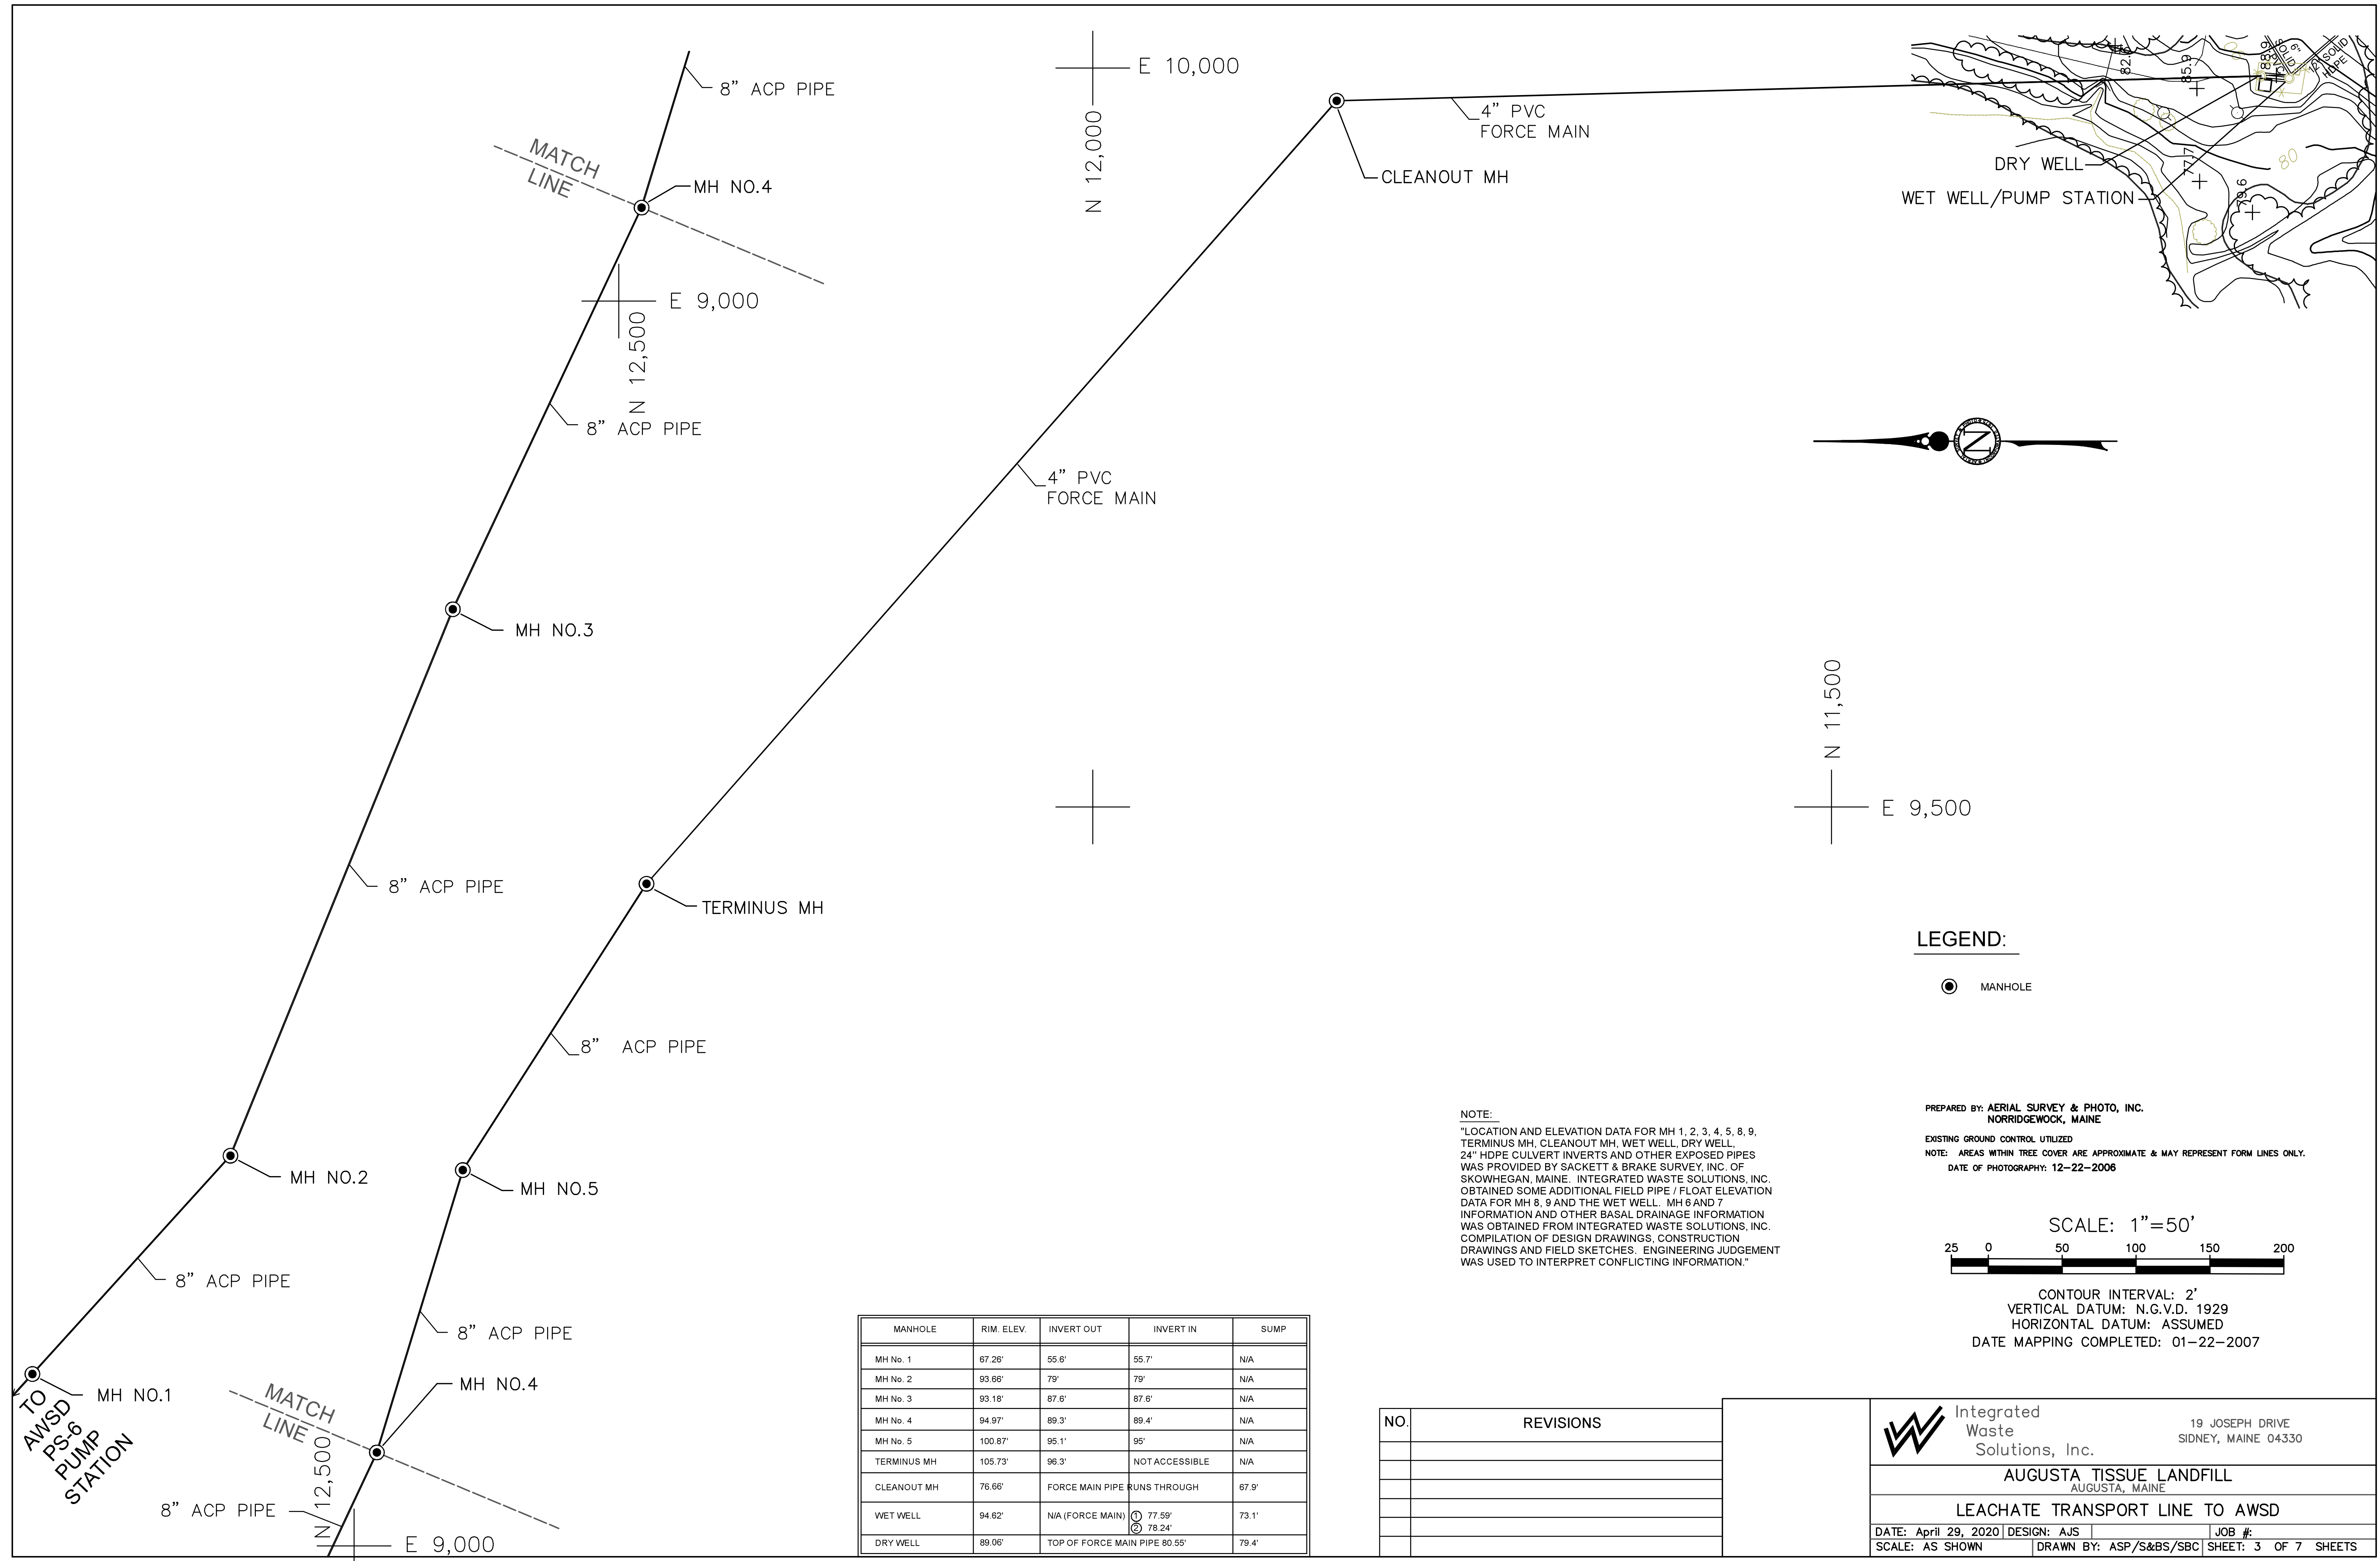 8" ACP PIPE
MATCH
LINE
MH NO.4
E 9,000
N 12,500
8" ACP PIPE
MH NO.3
8" ACP PIPE
MH NO.2
8" ACP PIPE
MH NO.1
TO
AWSD
PS-6
PUMP
STATION
E 10,000
N 12,000
CLEANOUT MH
4" PVC
FORCE MAIN
4" PVC
FORCE MAIN
TERMINUS MH
8" ACP PIPE
MH NO.5
8" ACP PIPE
MH NO.4
MATCH
LINE
N 12,500
8" ACP PIPE
E 9,000
DRY WELL
WET WELL/PUMP STATION
85.9
88.9
77.7
79.6
80
6"
SOLID
12" SOLID
HDPE
N
N 11,500
E 9,500
LEGEND:
MANHOLE
NOTE:
"LOCATION AND ELEVATION DATA FOR MH 1, 2, 3, 4, 5, 8, 9,
TERMINUS MH, CLEANOUT MH, WET WELL, DRY WELL,
24" HDPE CULVERT INVERTS AND OTHER EXPOSED PIPES
WAS PROVIDED BY SACKETT & BRAKE SURVEY, INC. OF
SKOWHEGAN, MAINE. INTEGRATED WASTE SOLUTIONS, INC.
OBTAINED SOME ADDITIONAL FIELD PIPE / FLOAT ELEVATION
DATA FOR MH 8, 9 AND THE WET WELL. MH 6 AND 7
INFORMATION AND OTHER BASAL DRAINAGE INFORMATION
WAS OBTAINED FROM INTEGRATED WASTE SOLUTIONS, INC.
COMPILATION OF DESIGN DRAWINGS, CONSTRUCTION
DRAWINGS AND FIELD SKETCHES. ENGINEERING JUDGEMENT
WAS USED TO INTERPRET CONFLICTING INFORMATION."
PREPARED BY: AERIAL SURVEY & PHOTO, INC.
NORRIDGEWOCK, MAINE
EXISTING GROUND CONTROL UTILIZED
NOTE: AREAS WITHIN TREE COVER ARE APPROXIMATE & MAY REPRESENT FORM LINES ONLY.
DATE OF PHOTOGRAPHY: 12-22-2006
SCALE: 1"=50'
25 0 50 100 150 200
CONTOUR INTERVAL: 2'
VERTICAL DATUM: N.G.V.D. 1929
HORIZONTAL DATUM: ASSUMED
DATE MAPPING COMPLETED: 01-22-2007
MANHOLE RIM. ELEV. INVERT OUT INVERT IN SUMP
MH No. 1 67.26' 55.6' 55.7' N/A
MH No. 2 93.66' 79' 79' N/A
MH No. 3 93.18' 87.6' 87.6' N/A
MH No. 4 94.97' 89.3' 89.4' N/A
MH No. 5 100.87' 95.1' 95' N/A
TERMINUS MH 105.73' 96.3' NOT ACCESSIBLE N/A
CLEANOUT MH 76.66' FORCE MAIN PIPE RUNS THROUGH 67.9'
WET WELL 94.62' N/A (FORCE MAIN) 1 77.59' 73.1'
2 78.24'
DRY WELL 89.06' TOP OF FORCE MAIN PIPE 80.55' 79.4'
NO. REVISIONS
Integrated
Waste
Solutions, Inc.
19 JOSEPH DRIVE
SIDNEY, MAINE 04330
AUGUSTA TISSUE LANDFILL
AUGUSTA, MAINE
LEACHATE TRANSPORT LINE TO AWSD
DATE: April 29, 2020 DESIGN: AJS JOB #:
SCALE: AS SHOWN DRAWN BY: ASP/S&BS/SBC SHEET: 3 OF 7 SHEETS